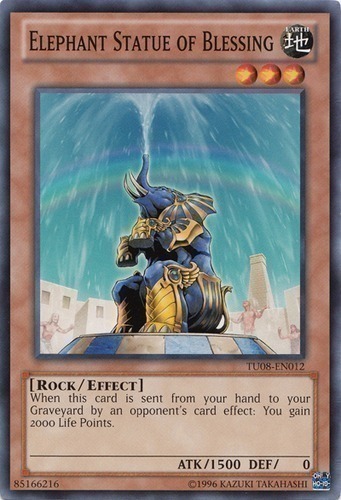 ELEPHANT STATUE OF BLESSING
EARTH
地
TU08-EN012
[ROCK/EFFECT]
When this card is sent from your hand to your
Graveyard by an opponent's card effect: You gain
2000 Life Points.
ATK/1500 DEF/ 0
85166216
©1996 KAZUKI TAKAHASHI